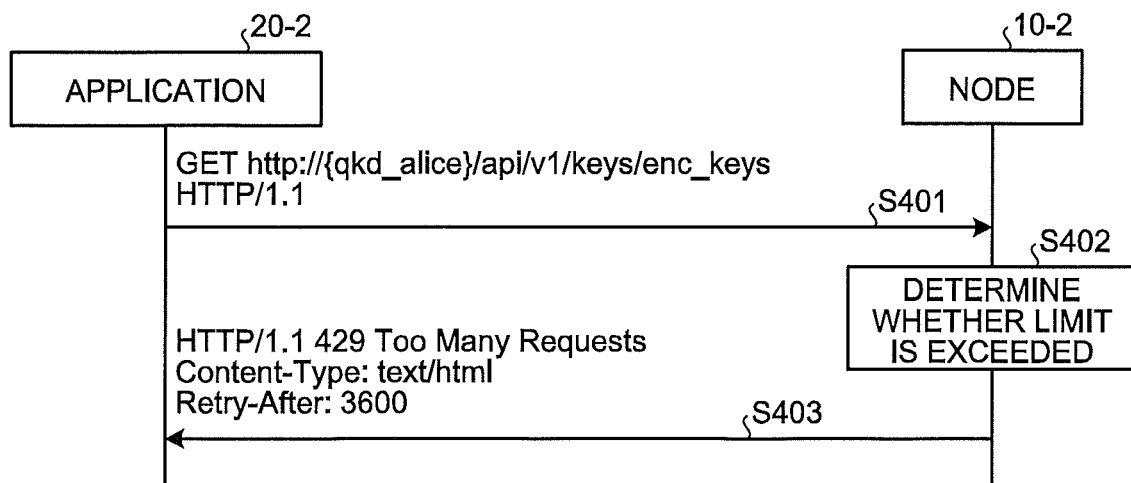 20-2
10-2
APPLICATION
NODE
GET http://{qkd_alice}/api/v1/keys/enc_keys
HTTP/1.1
S401
S402
DETERMINE
WHETHER LIMIT
IS EXCEEDED
HTTP/1.1 429 Too Many Requests
Content-Type: text/html
Retry-After: 3600
S403